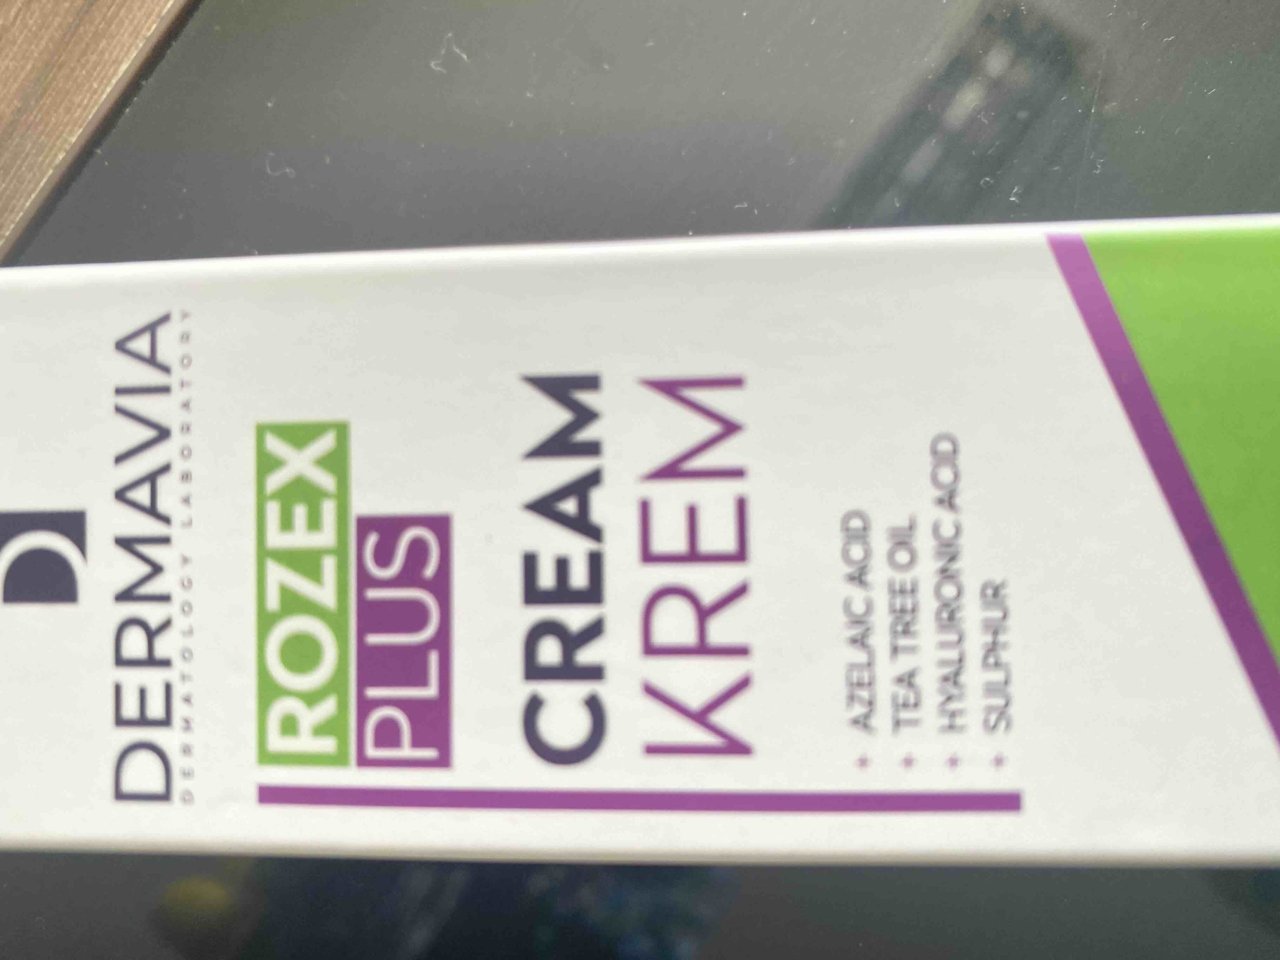 DERMAVIA
DERMATOLOGY LABORATORY
ROZEX
PLUS
CREAM
KREM
• AZELAIC ACID
• TEA TREE OIL
• HYALURONIC ACID
• SULPHUR